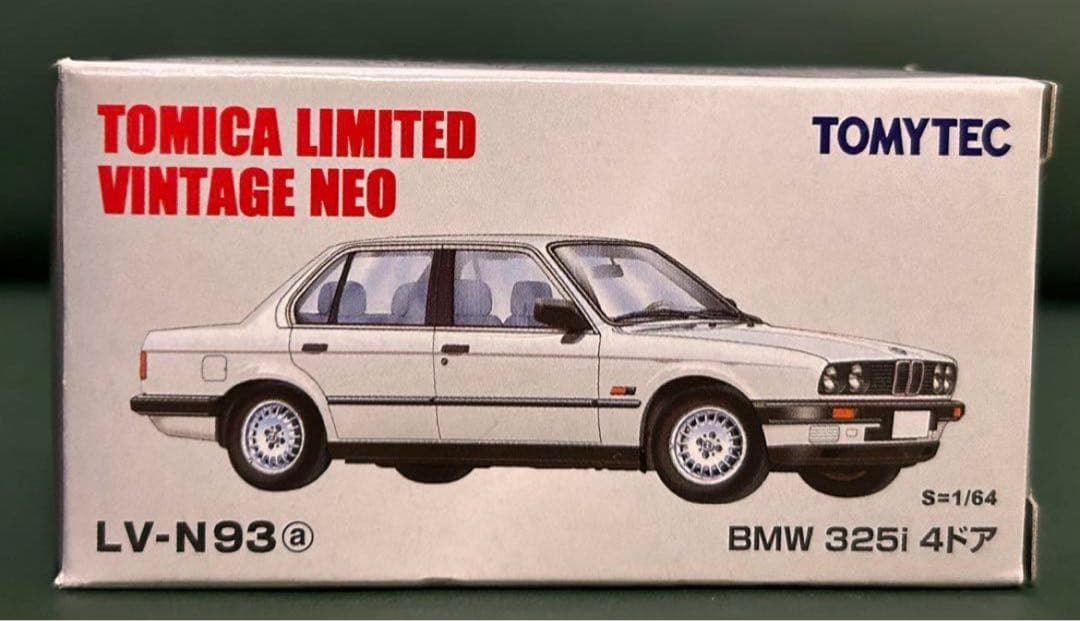 TOMICA LIMITED
VINTAGE NEO
TOMYTEC
S=1/64
LV-N93ⓐ
BMW 325i 4ドア